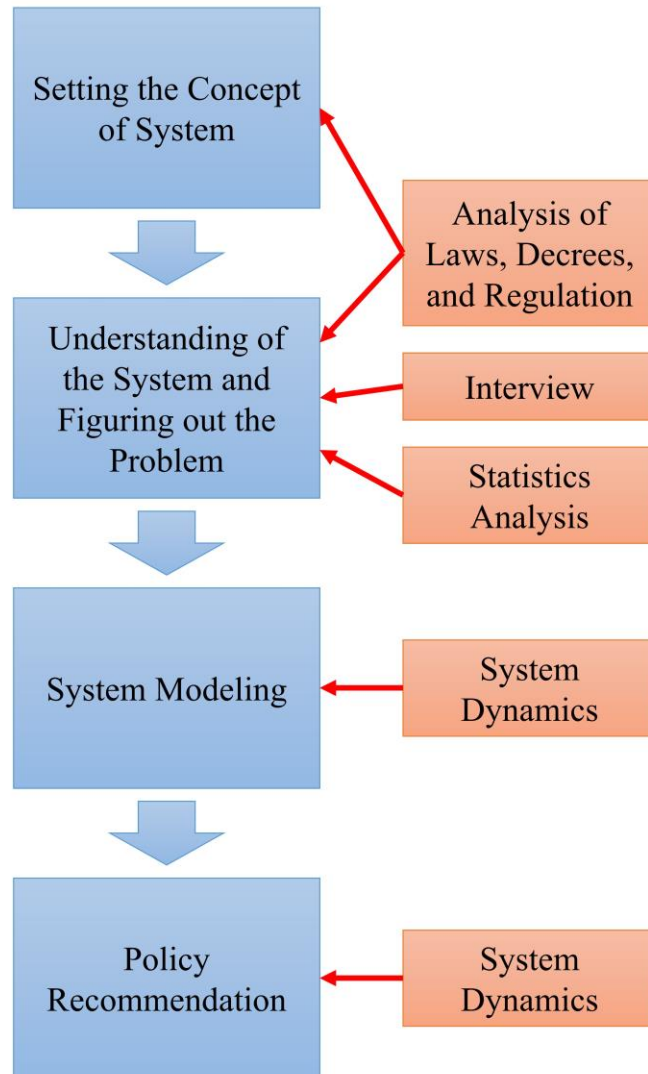 Setting the Concept
of System
Analysis of
Laws, Decrees,
and Regulation
Understanding of
the System and
Figuring out the
Problem
Interview
Statistics
Analysis
System Modeling
System
Dynamics
Policy
Recommendation
System
Dynamics